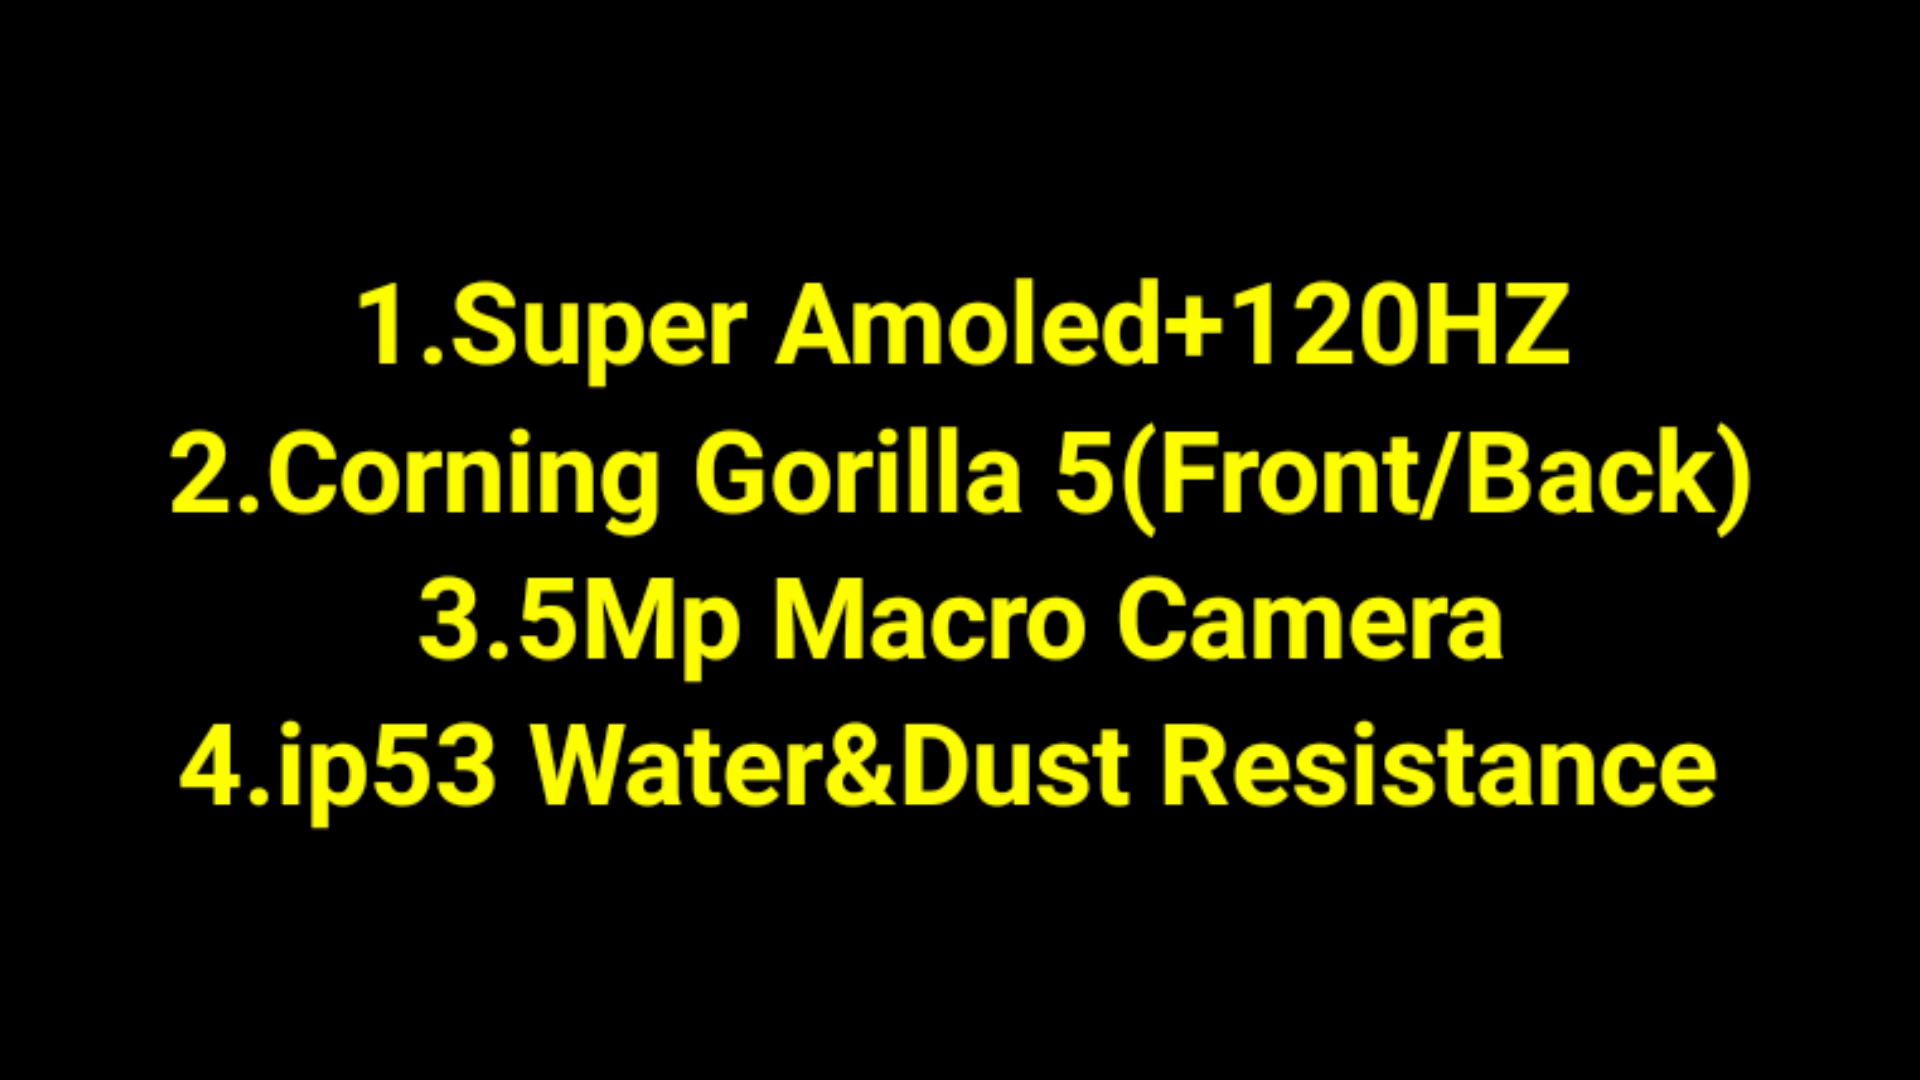 1.Super Amoled+120HZ
2.Corning Gorilla 5(Front/Back)
3.5Mp Macro Camera
4.ip53 Water&Dust Resistance